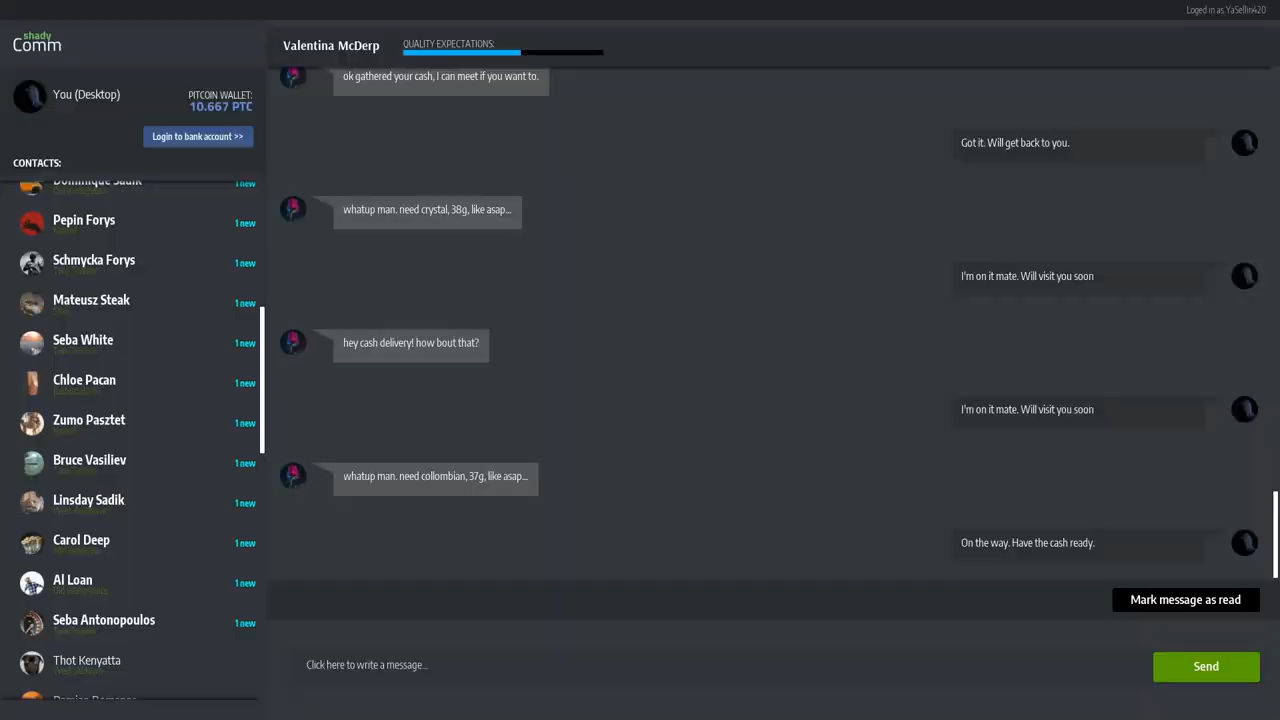 Loged in as YaSellin420
shady
Comm
Valentina McDerp
QUALITY EXPECTATIONS:
ok gathered your cash, I can meet if you want to.
You (Desktop)
PITCOIN WALLET:
10.667 PTC
Login to bank account >>
Got it. Will get back to you.
CONTACTS:
Dominique Sadik
1 new
whatup man. need crystal, 38g, like asap...
Pepin Forys
1 new
Schmycka Forys
1 new
I'm on it mate. Will visit you soon
Mateusz Steak
1 new
Seba White
1 new
hey cash delivery! how bout that?
Chloe Pacan
1 new
I'm on it mate. Will visit you soon
Zumo Pasztet
1 new
Bruce Vasiliev
1 new
whatup man. need collombian, 37g, like asap...
Linsday Sadik
1 new
Carol Deep
1 new
On the way. Have the cash ready.
Al Loan
1 new
Mark message as read
Seba Antonopoulos
1 new
Thot Kenyatta
Click here to write a message...
Send